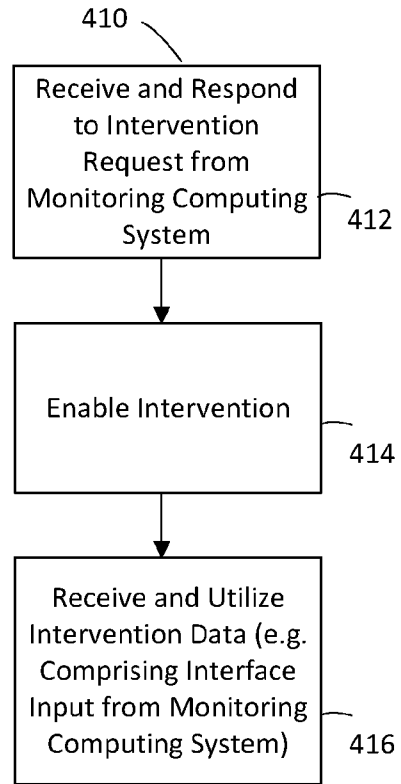 410
Receive and Respond
to Intervention
Request from
Monitoring Computing
System
412
Enable Intervention
414
Receive and Utilize
Intervention Data (e.g.
Comprising Interface
Input from Monitoring
Computing System)
416